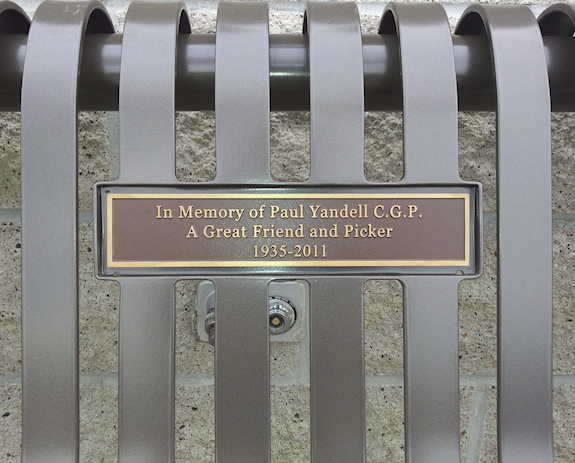 In Memory of Paul Yandell C.G.P.
A Great Friend and Picker
1935-2011